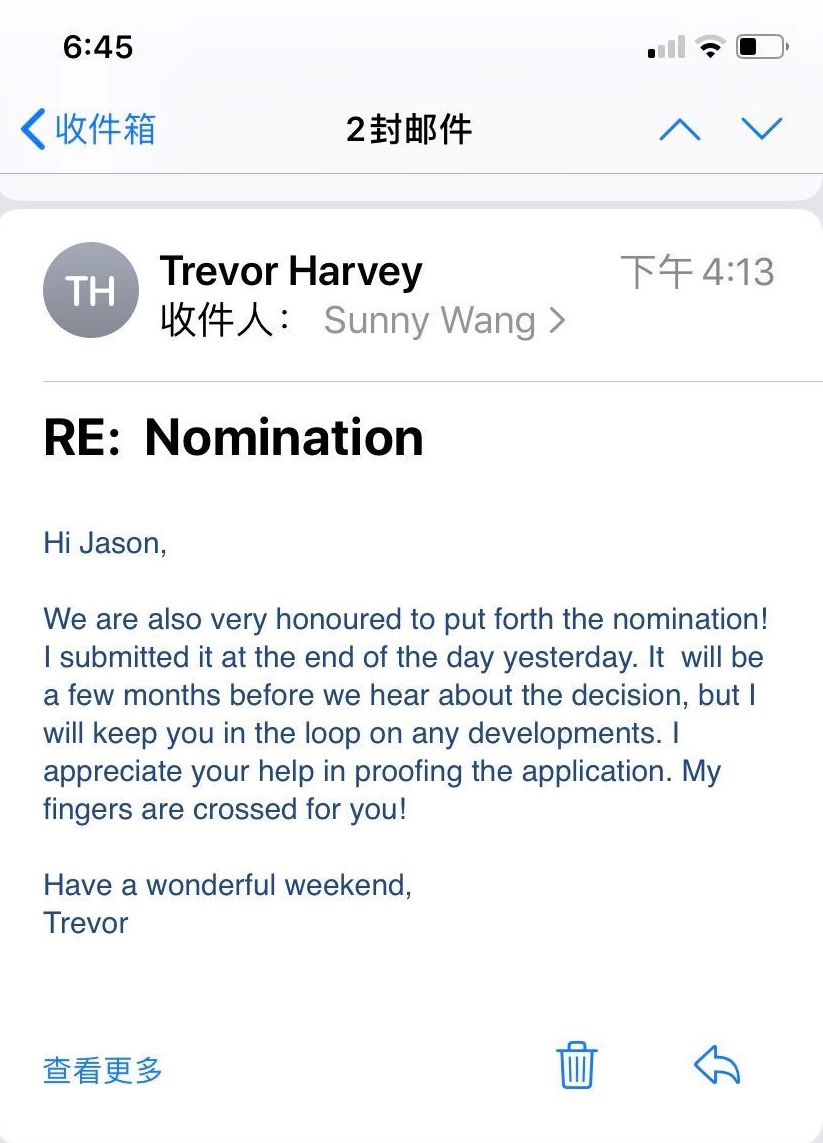 6:45
收件箱
2封邮件
TH
Trevor Harvey
下午 4:13
收件人： Sunny Wang
RE: Nomination
Hi Jason,
We are also very honoured to put forth the nomination!
I submitted it at the end of the day yesterday. It  will be
a few months before we hear about the decision, but I
will keep you in the loop on any developments. I
appreciate your help in proofing the application. My
fingers are crossed for you!
Have a wonderful weekend,
Trevor
查看更多